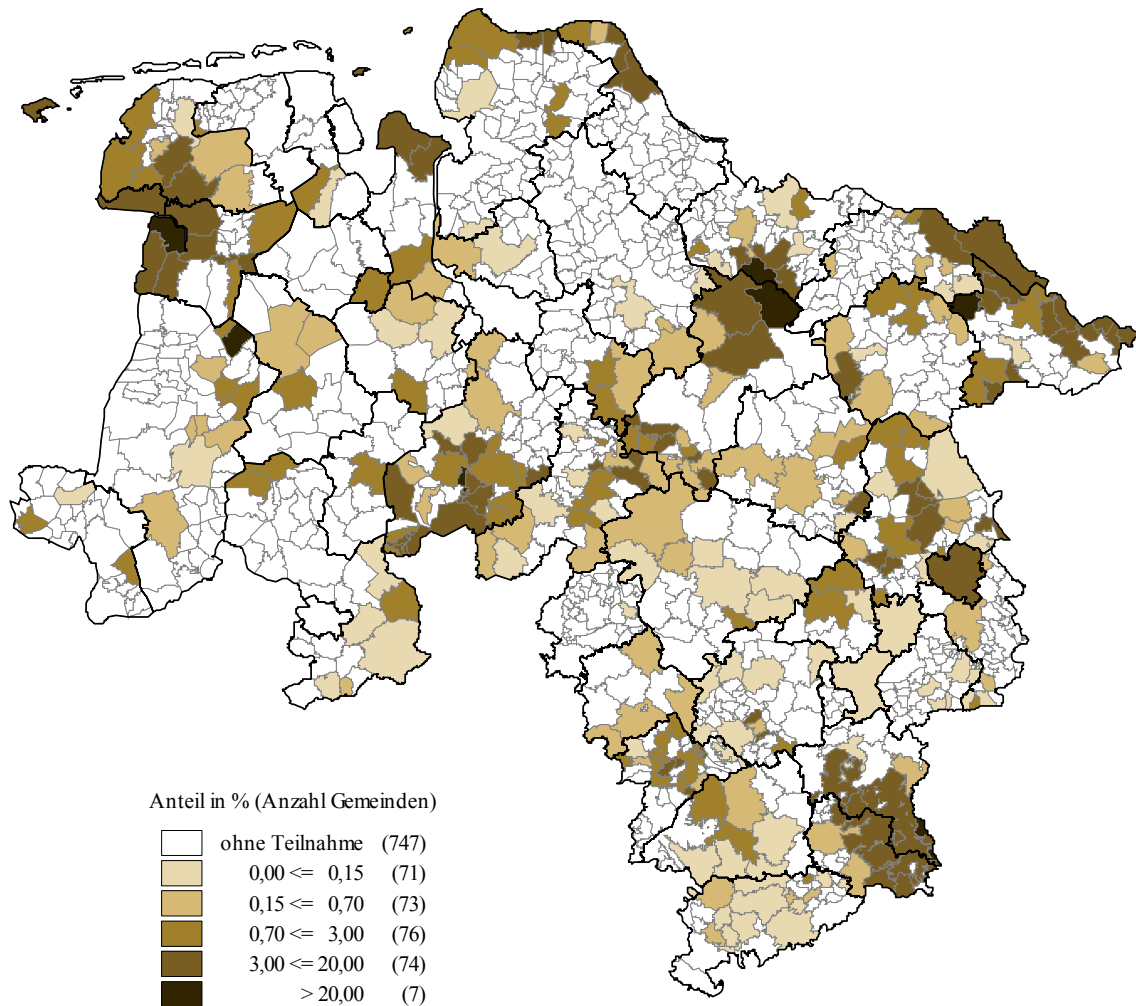 Anteil in % (Anzahl Gemeinden)
ohne Teilnahme (747)
0,00 <= 0,15 (71)
0,15 <= 0,70 (73)
0,70 <= 3,00 (76)
3,00 <= 20,00 (74)
> 20,00 (7)